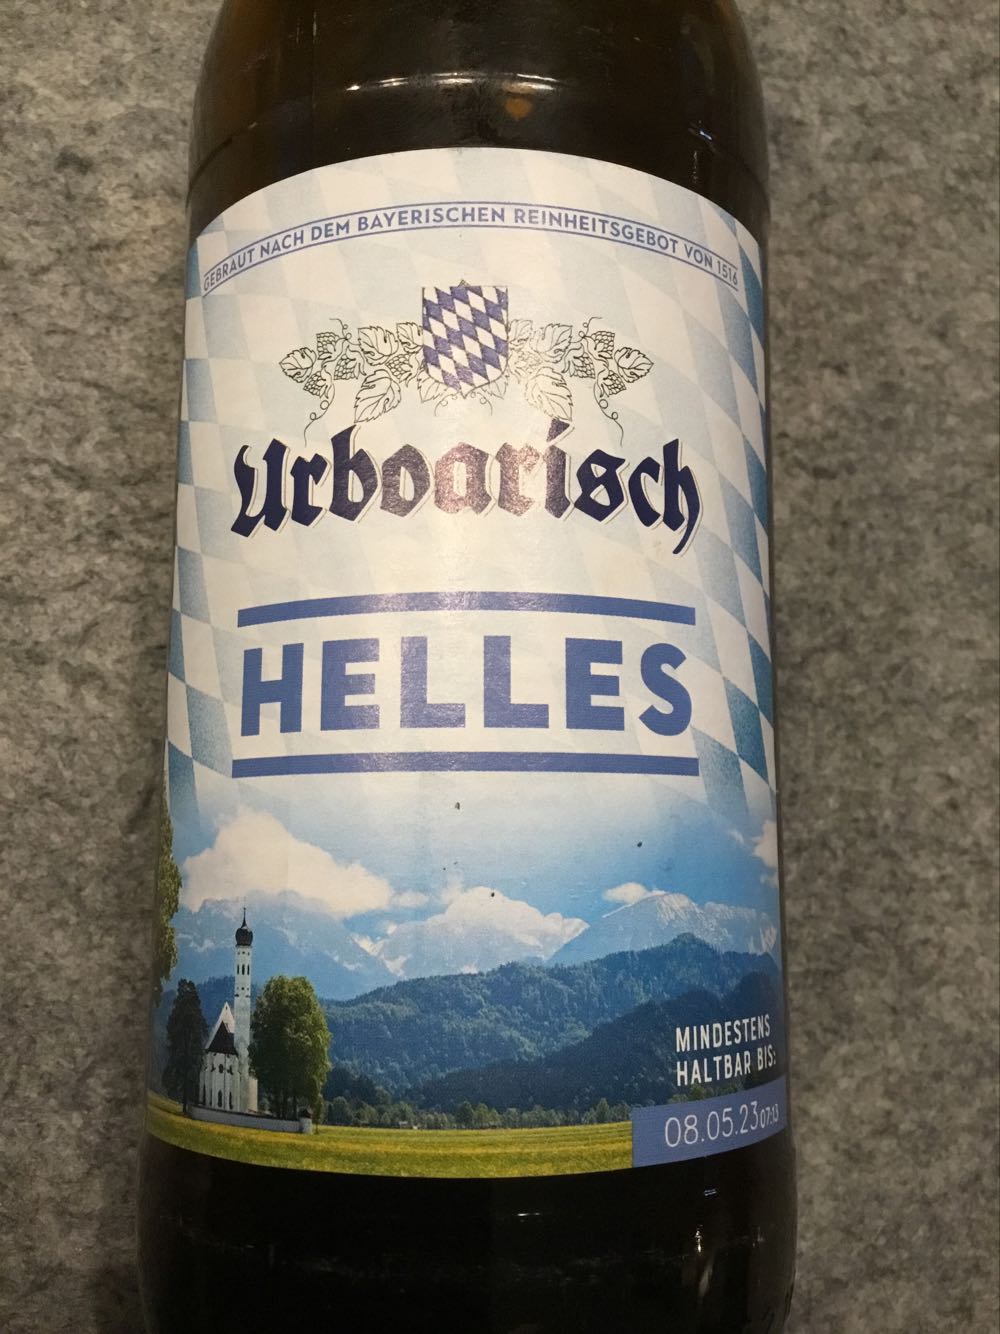 GEBRAUT NACH DEM BAYERISCHEN REINHEITSGEBOT VON 1516
Urboarisch
HELLES
MINDESTENS
HALTBAR BIS:
08.05.23 07:13